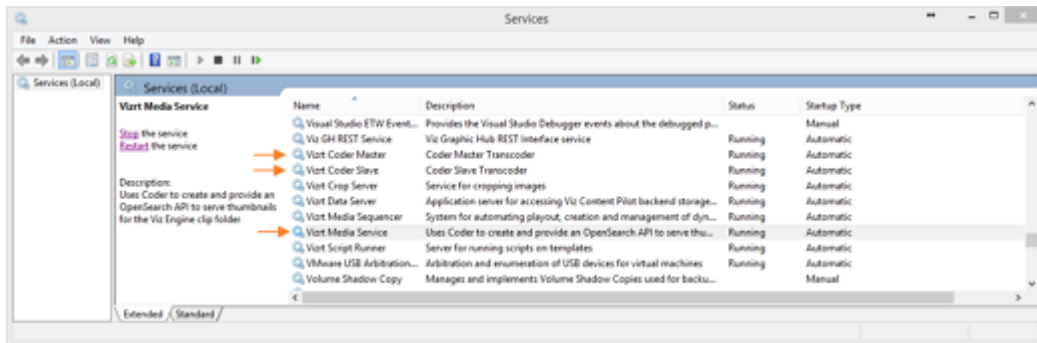 Services
File Action View Help
Services (Local)
Services (Local)
Vizrt Media Service
Stop the service
Restart the service
Description:
Uses Coder to create and provide an
OpenSearch API to serve thumbnails
for the Viz Engine clip folder
Name Description Status Startup Type
Visual Studio ETW Event... Provides the Visual Studio Debugger events about the debugged p... Manual
Viz GH REST Service Viz Graphic Hub REST Interface service Running Automatic
Vizrt Coder Master Coder Master Transcoder Running Automatic
Vizrt Coder Slave Coder Slave Transcoder Running Automatic
Vizrt Crop Server Service for cropping images Running Automatic
Vizrt Data Server Application server for accessing Viz Content Pilot backend storage... Running Automatic
Vizrt Media Sequencer System for automating playout, creation and management of dyn... Running Automatic
Vizrt Media Service Uses Coder to create and provide an OpenSearch API to serve thu... Running Automatic
Vizrt Script Runner Server for running scripts on templates Running Automatic
VMware USB Arbitration... Arbitration and enumeration of USB devices for virtual machines Running Automatic
Volume Shadow Copy Manages and implements Volume Shadow Copies used for backu... Manual
Extended Standard